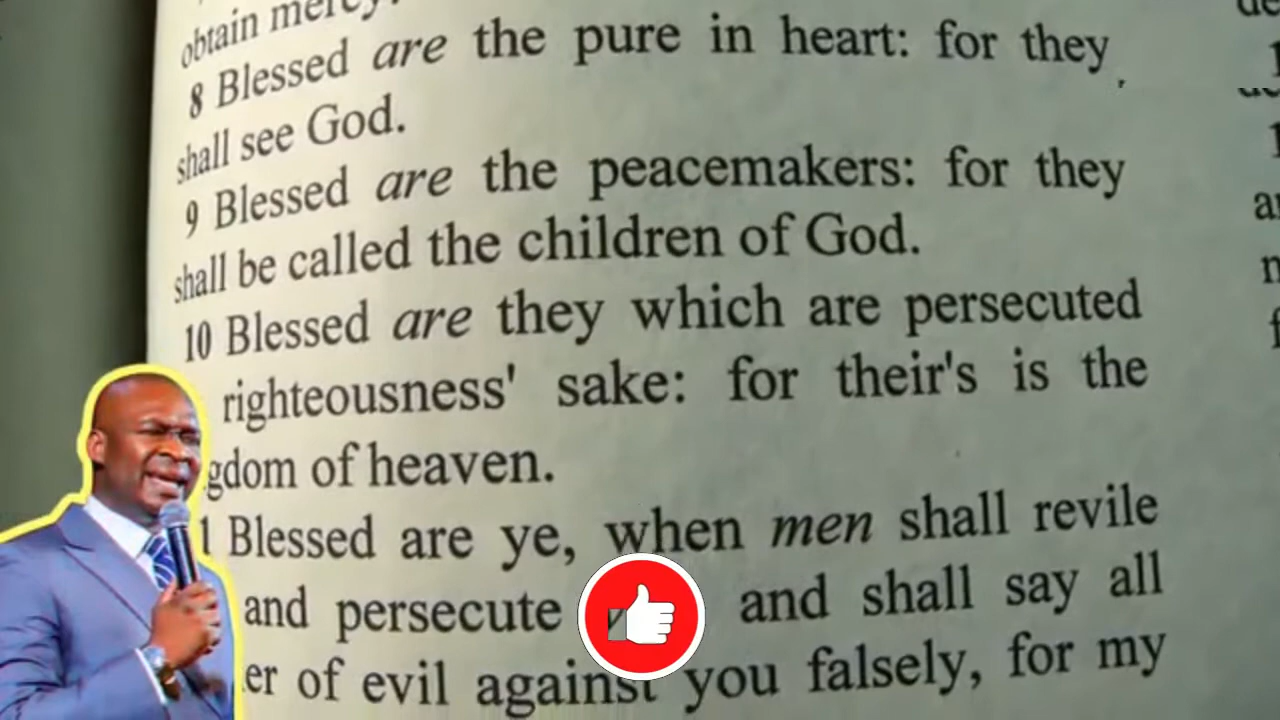 obtain mercy.
8 Blessed are the pure in heart: for they
shall see God.
9 Blessed are the peacemakers: for they
shall be called the children of God.
10 Blessed are they which are persecuted
righteousness' sake: for their's is the
gdom of heaven.
1 Blessed are ye, when men shall revile
and persecute and shall say all
er of evil against you falsely, for my